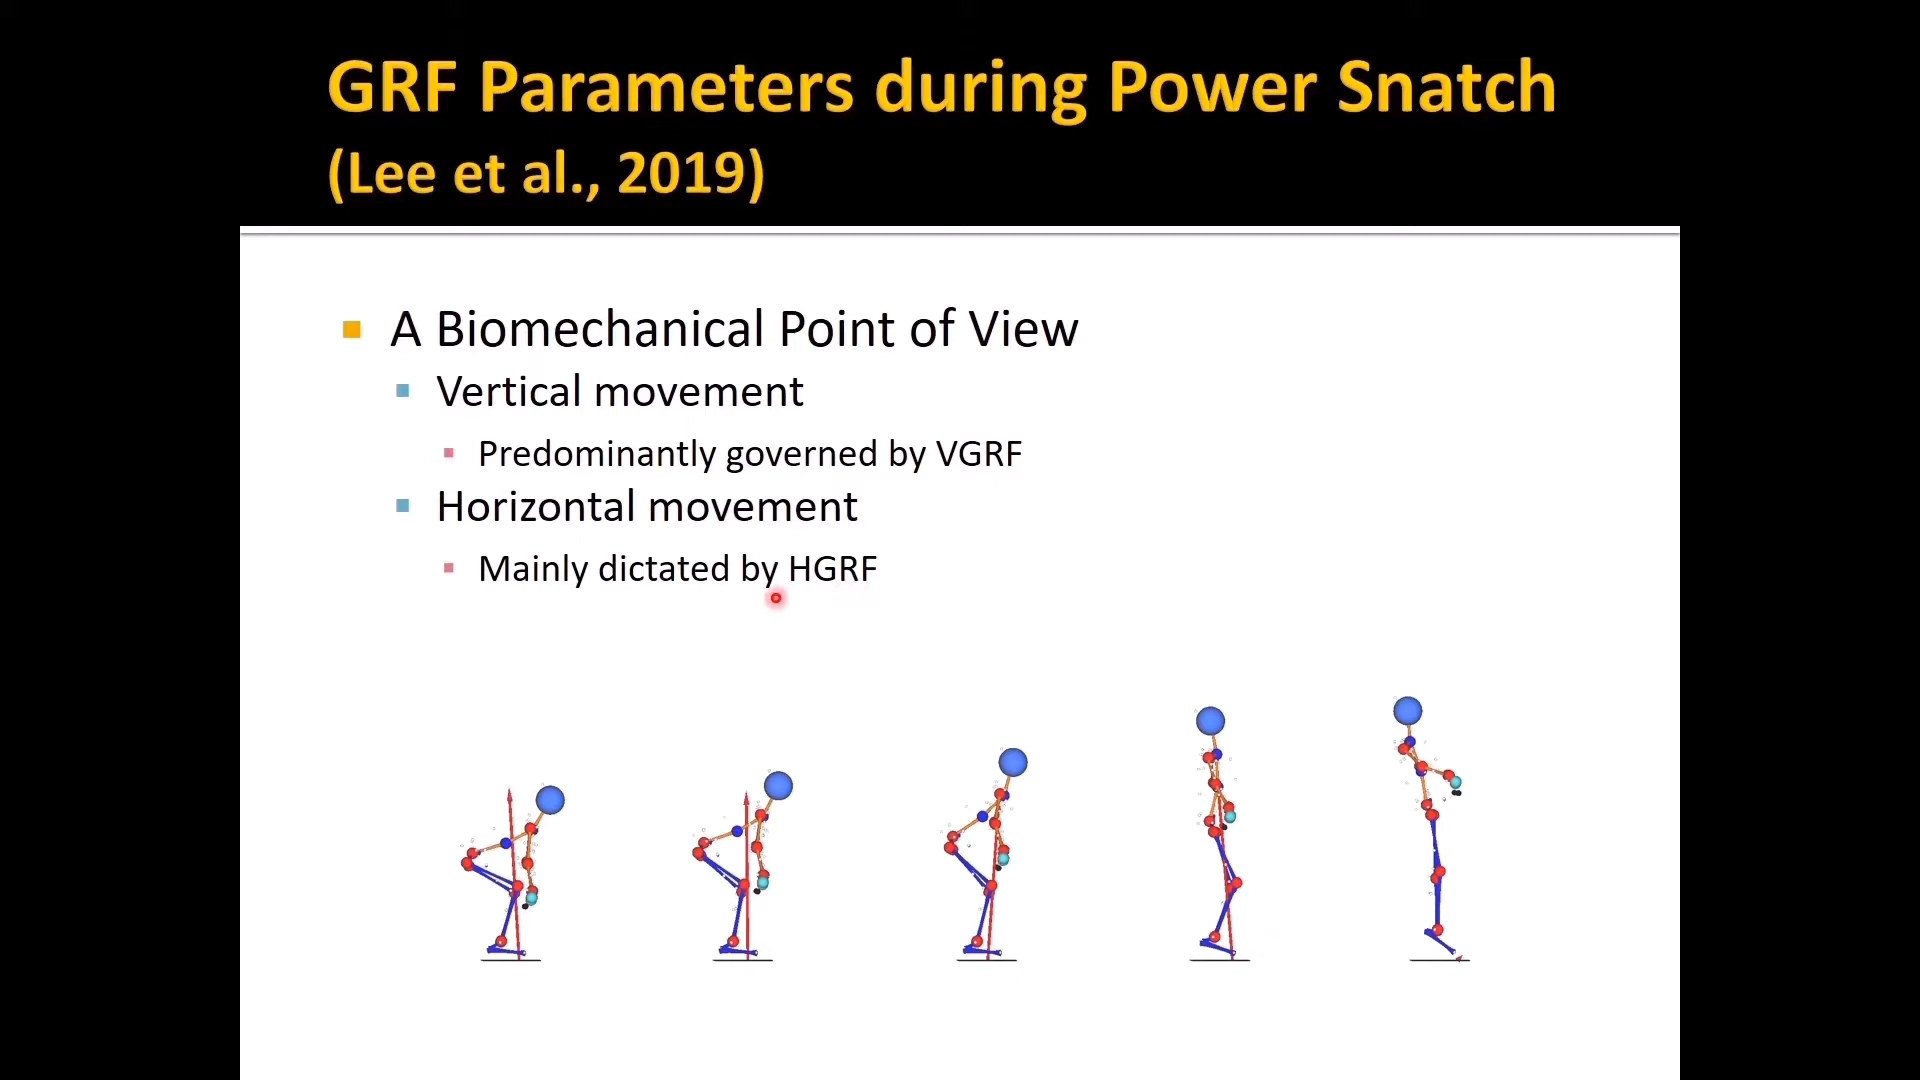 GRF Parameters during Power Snatch
(Lee et al., 2019)
A Biomechanical Point of View
Vertical movement
Predominantly governed by VGRF
Horizontal movement
Mainly dictated by HGRF